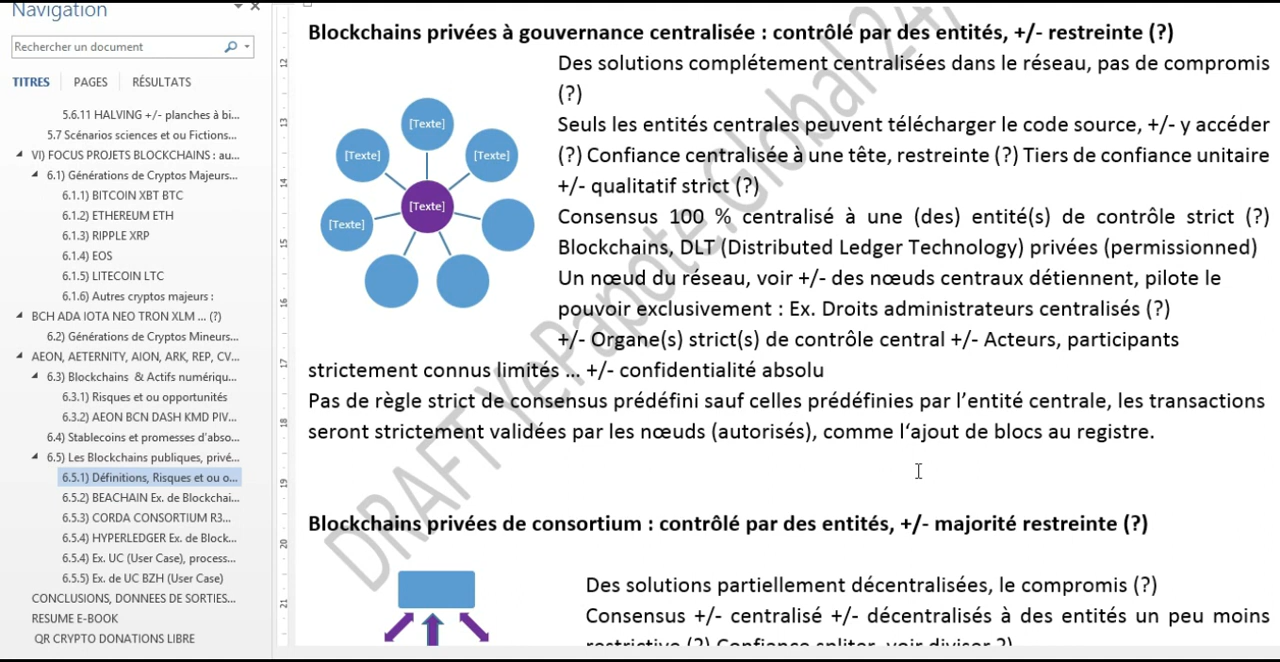 Navigation
Rechercher un document
TITRES PAGES RÉSULTATS
5.6.11 HALVING +/- planches à bi...
5.7 Scénarios sciences et ou Fictions...
VI) FOCUS PROJETS BLOCKCHAINS : au...
6.1) Générations de Cryptos Majeurs...
6.1.1) BITCOIN XBT BTC
6.1.2) ETHEREUM ETH
6.1.3) RIPPLE XRP
6.1.4) EOS
6.1.5) LITECOIN LTC
6.1.6) Autres cryptos majeurs :
BCH ADA IOTA NEO TRON XLM ... (?)
6.2) Générations de Cryptos Mineurs...
AEON, AETERNITY, AION, ARK, REP, CV...
6.3) Blockchains & Actifs numériqu...
6.3.1) Risques et ou opportunités
6.3.2) AEON BCN DASH KMD PIV...
6.4) Stablecoins et promesses d'abso...
6.5) Les Blockchains publiques, privé...
6.5.1) Définitions, Risques et ou o...
6.5.2) BEACHAIN Ex. de Blockchai...
6.5.3) CORDA CONSORTIUM R3...
6.5.4) HYPERLEDGER Ex. de Block...
6.5.4) Ex. UC (User Case), process...
6.5.5) Ex. de UC BZH (User Case)
CONCLUSIONS, DONNEES DE SORTIES...
RESUME E-BOOK
QR CRYPTO DONATIONS LIBRE
12
13
14
15
16
17
18
19
20
21
Blockchains privées à gouvernance centralisée : contrôlé par des entités, +/- restreinte (?)
Des solutions complétement centralisées dans le réseau, pas de compromis
(?)
Seuls les entités centrales peuvent télécharger le code source, +/- y accéder
(?) Confiance centralisée à une tête, restreinte (?) Tiers de confiance unitaire
+/- qualitatif strict (?)
Consensus 100 % centralisé à une (des) entité(s) de contrôle strict (?)
Blockchains, DLT (Distributed Ledger Technology) privées (permissionned)
Un nœud du réseau, voir +/- des nœuds centraux détiennent, pilote le
pouvoir exclusivement : Ex. Droits administrateurs centralisés (?)
+/- Organe(s) strict(s) de contrôle central +/- Acteurs, participants
strictement connus limités ... +/- confidentialité absolu
Pas de règle strict de consensus prédéfini sauf celles prédéfinies par l’entité centrale, les transactions
seront strictement validées par les nœuds (autorisés), comme l‘ajout de blocs au registre.
[Texte]
[Texte]
[Texte]
[Texte]
[Texte]
Blockchains privées de consortium : contrôlé par des entités, +/- majorité restreinte (?)
Des solutions partiellement décentralisées, le compromis (?)
Consensus +/- centralisé +/- décentralisés à des entités un peu moins
restrictive (?) Confiance spliter, voir diviser ?)
DRAFT YePapote.Global